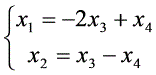 x₁ = −2x₃ + x₄
x₂ = x₃ − x₄